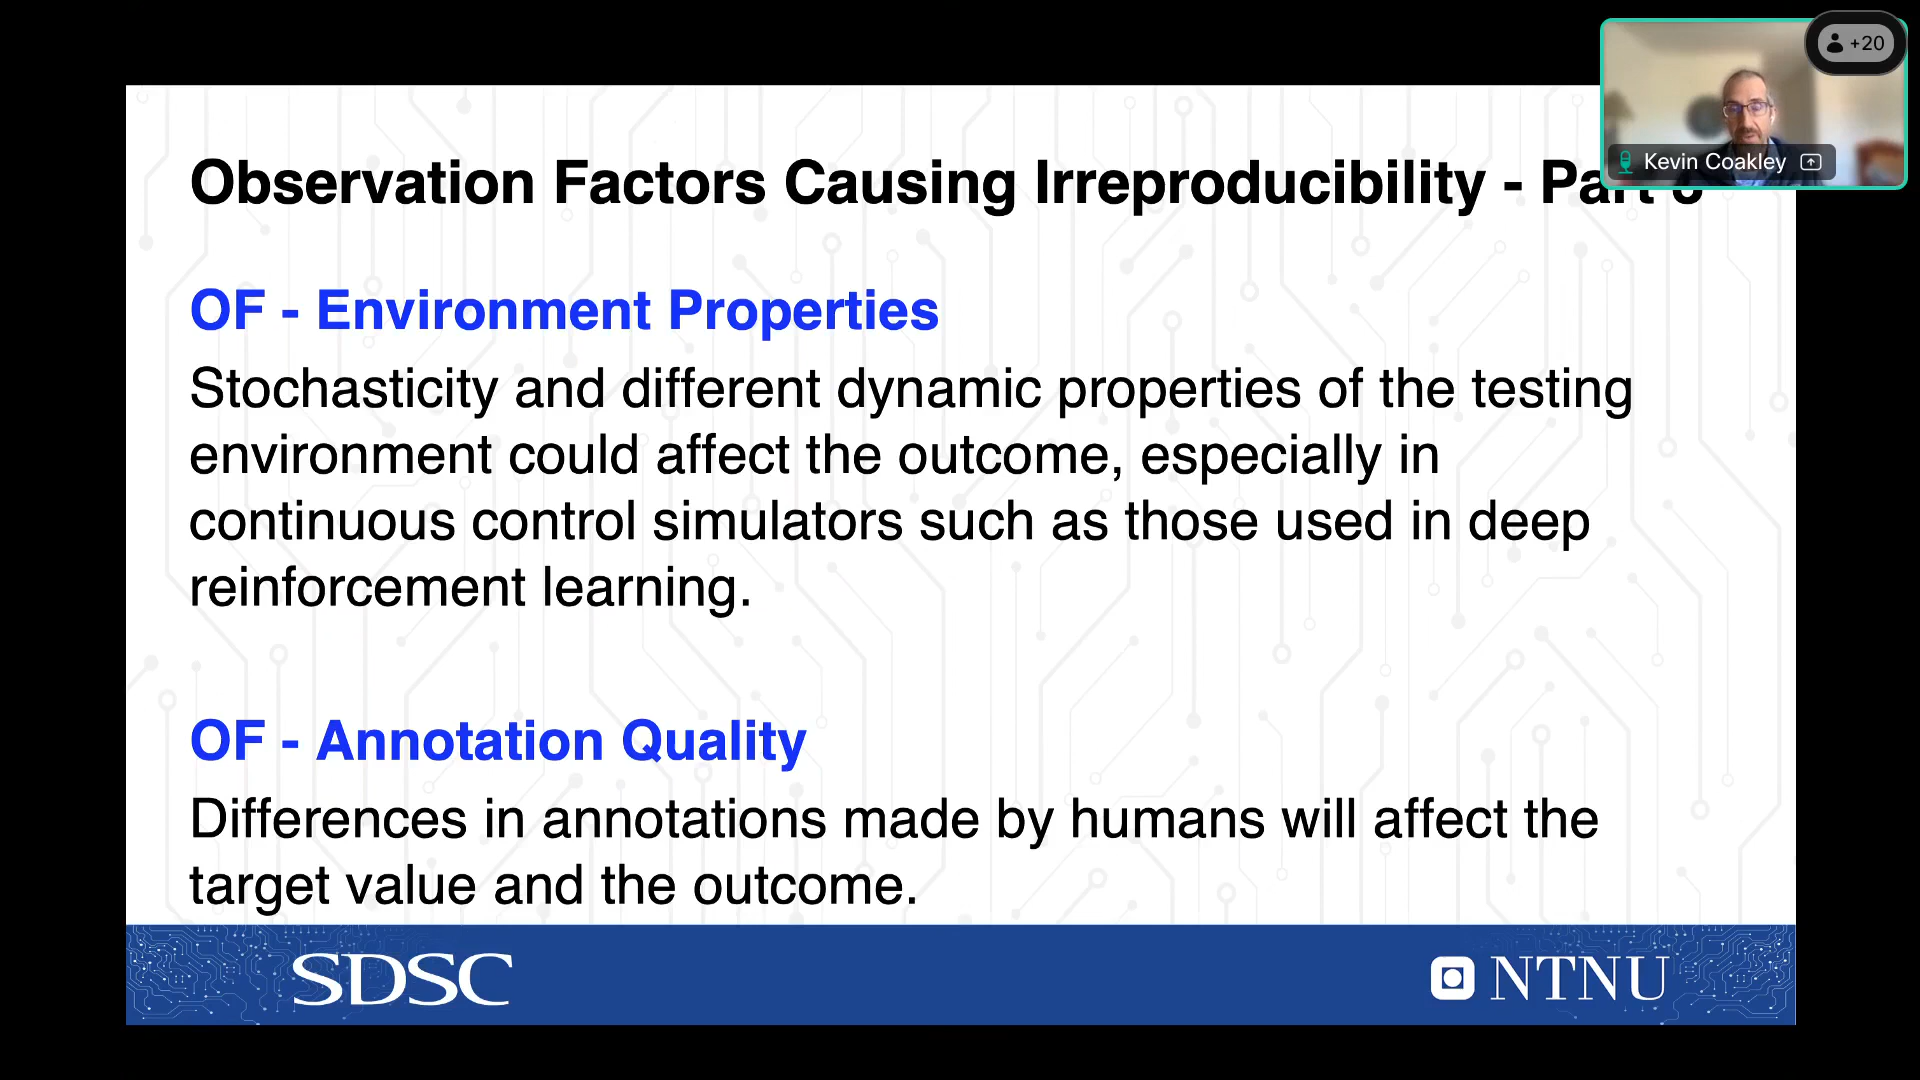 +20
Kevin Coakley
Observation Factors Causing Irreproducibility - Part
OF - Environment Properties
Stochasticity and different dynamic properties of the testing
environment could affect the outcome, especially in
continuous control simulators such as those used in deep
reinforcement learning.
OF - Annotation Quality
Differences in annotations made by humans will affect the
target value and the outcome.
SDSC
NTNU